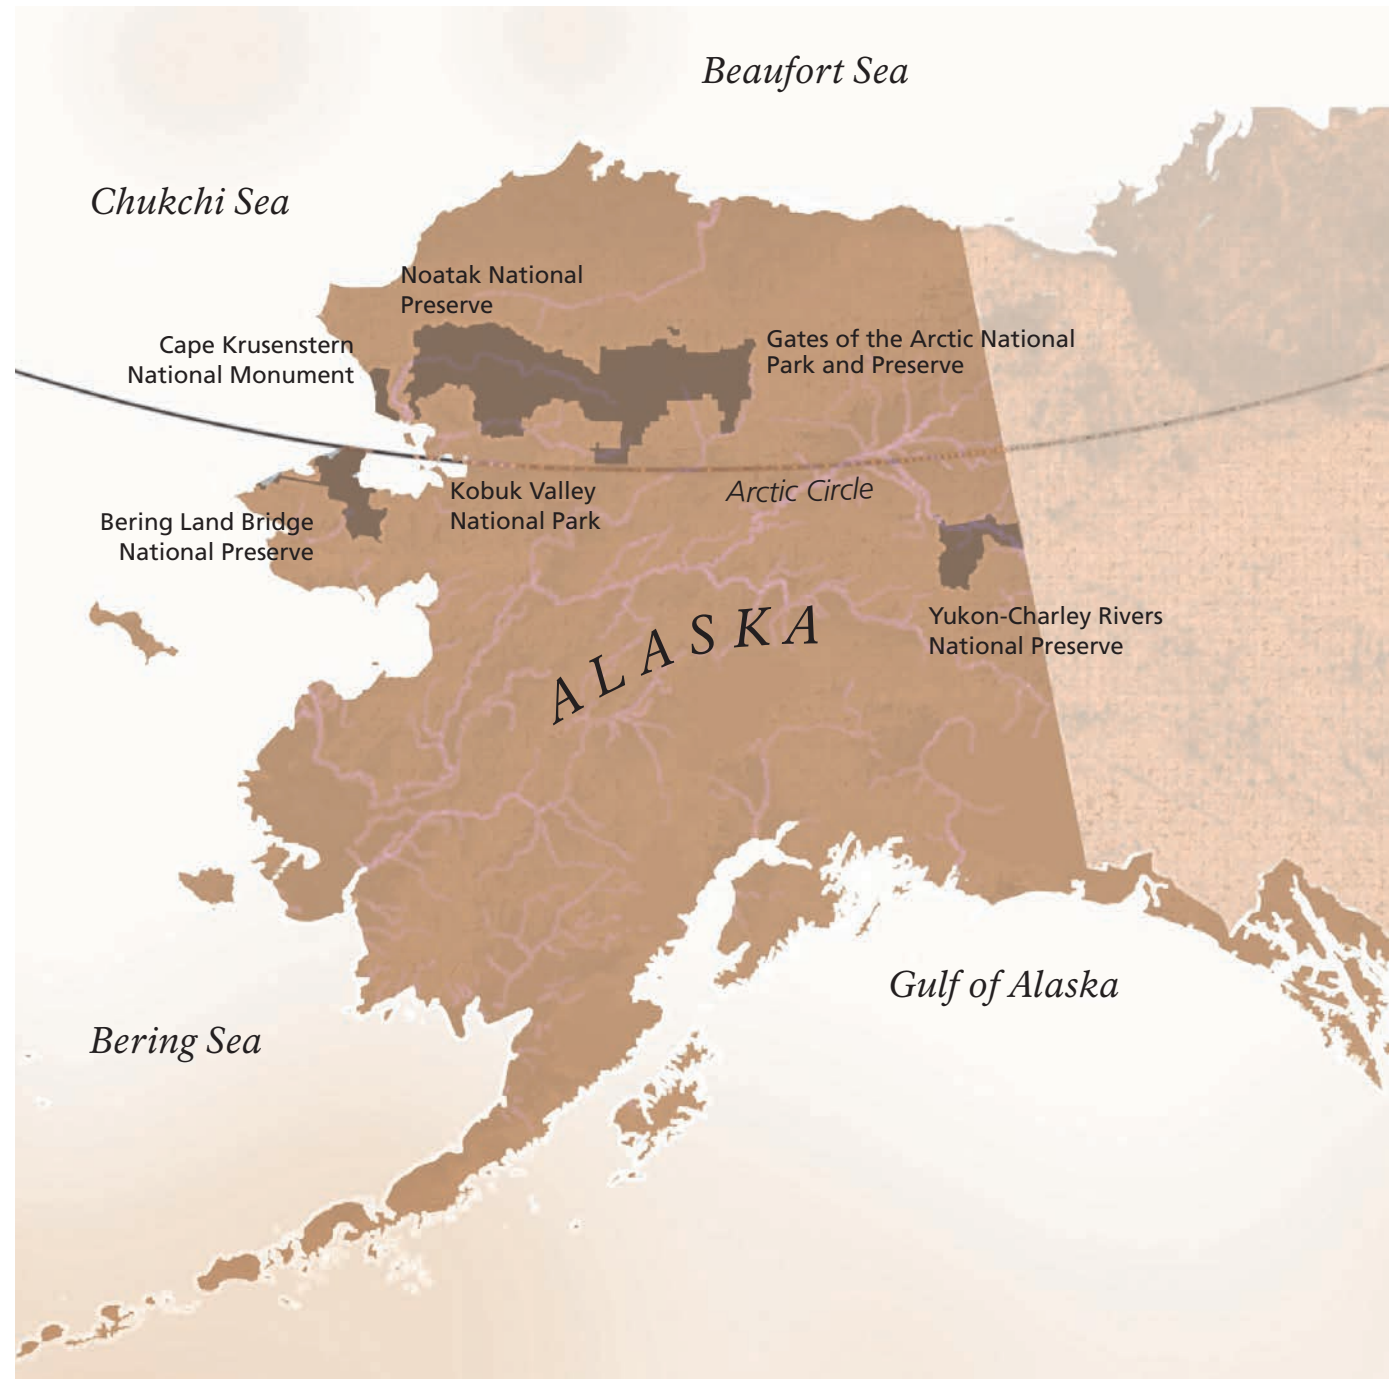 Beaufort Sea
Chukchi Sea
Noatak National
Preserve
Cape Krusenstern
National Monument
Gates of the Arctic National
Park and Preserve
Kobuk Valley
National Park
Arctic Circle
Bering Land Bridge
National Preserve
Yukon-Charley Rivers
National Preserve
ALASKA
Gulf of Alaska
Bering Sea